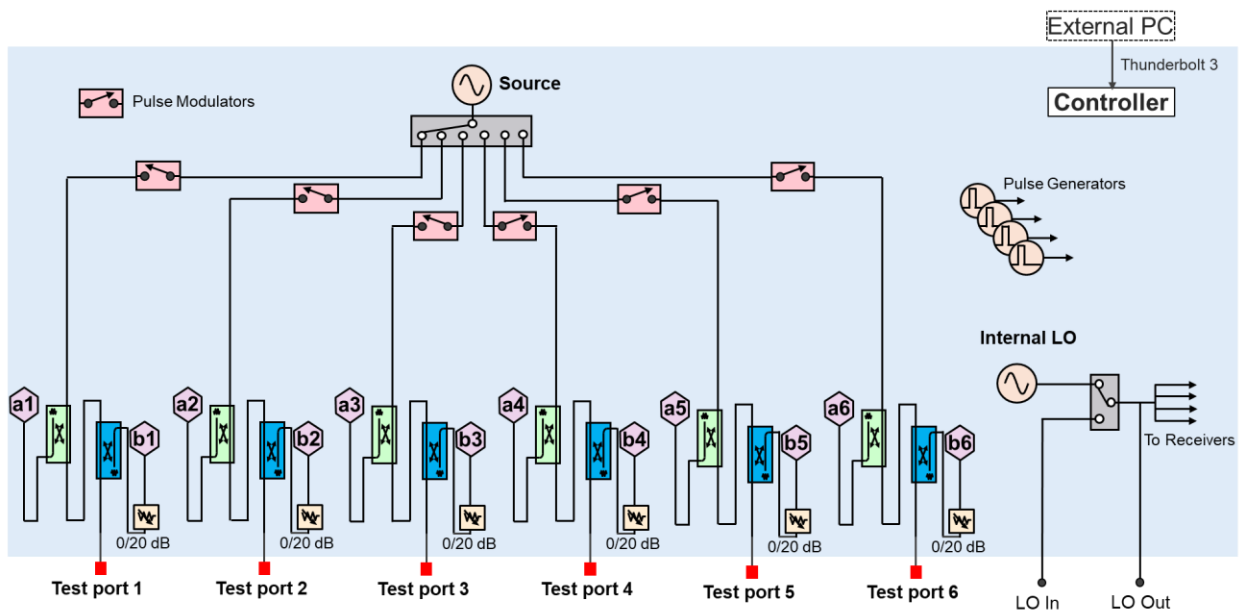 External PC
Thunderbolt 3
Controller
Source
Pulse Modulators
Pulse Generators
Internal LO
a1
a2
a3
a4
a5
a6
b1
b2
b3
b4
b5
b6
To Receivers
0/20 dB
0/20 dB
0/20 dB
0/20 dB
0/20 dB
0/20 dB
Test port 1
Test port 2
Test port 3
Test port 4
Test port 5
Test port 6
LO In
LO Out